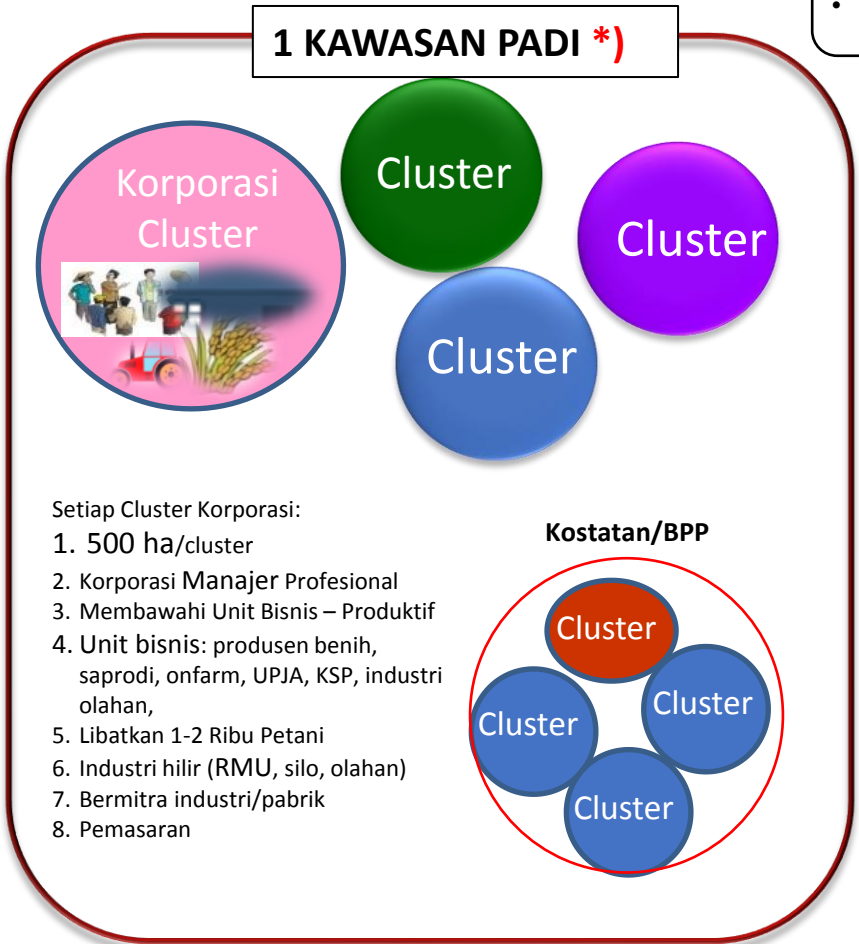 1 KAWASAN PADI *)
Korporasi
Cluster
Cluster
Cluster
Cluster
Setiap Cluster Korporasi:
1. 500 ha/cluster
2. Korporasi Manajer Profesional
3. Membawahi Unit Bisnis – Produktif
4. Unit bisnis: produsen benih,
saprodi, onfarm, UPJA, KSP, industri
olahan,
5. Libatkan 1-2 Ribu Petani
6. Industri hilir (RMU, silo, olahan)
7. Bermitra industri/pabrik
8. Pemasaran
Kostatan/BPP
Cluster
Cluster
Cluster
Cluster